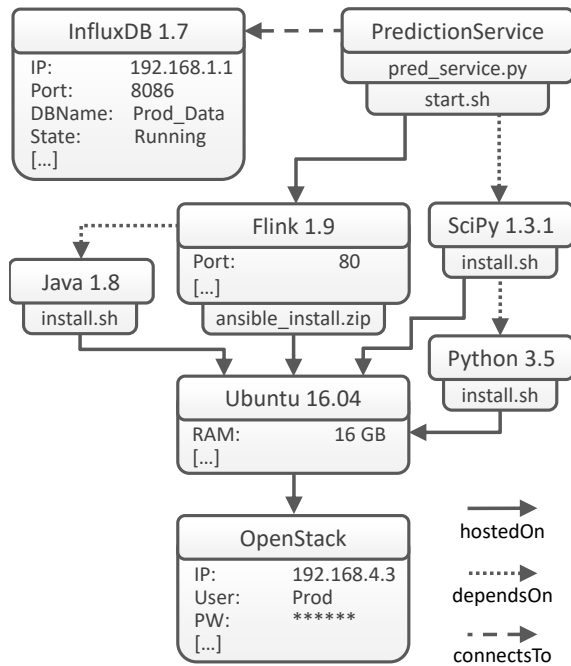 InfluxDB 1.7
IP: 192.168.1.1
Port: 8086
DBName: Prod_Data
State: Running
[...]
PredictionService
pred_service.py
start.sh
Flink 1.9
Port: 80
[...]
ansible_install.zip
SciPy 1.3.1
install.sh
Java 1.8
install.sh
Python 3.5
install.sh
Ubuntu 16.04
RAM: 16 GB
[...]
OpenStack
IP: 192.168.4.3
User: Prod
PW: ******
[...]
hostedOn
dependsOn
connectsTo